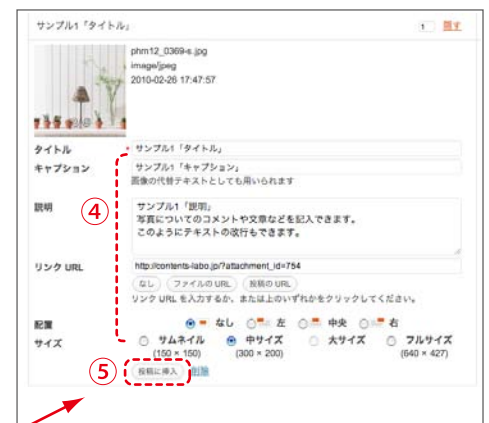 サンプル1「タイトル」 1 隠す
phm12_0369-s.jpg
image/jpeg
2010-02-26 17:47:57
タイトル * サンプル1「タイトル」
キャプション サンプル1「キャプション」
画像の代替テキストとしても用いられます
④
説明 サンプル1「説明」
写真についてのコメントや文章などを記入できます。
このようにテキストの改行もできます。
リンク URL http://contents-labo.jp/?attachment_id=754
なし ファイルの URL 投稿の URL
リンク URL を入力するか、または上のいずれかをクリックしてください。
配置 なし 左 中央 右
サイズ サムネイル 中サイズ 大サイズ フルサイズ
(150 × 150) (300 × 200) (640 × 427)
⑤ 投稿に挿入 削除